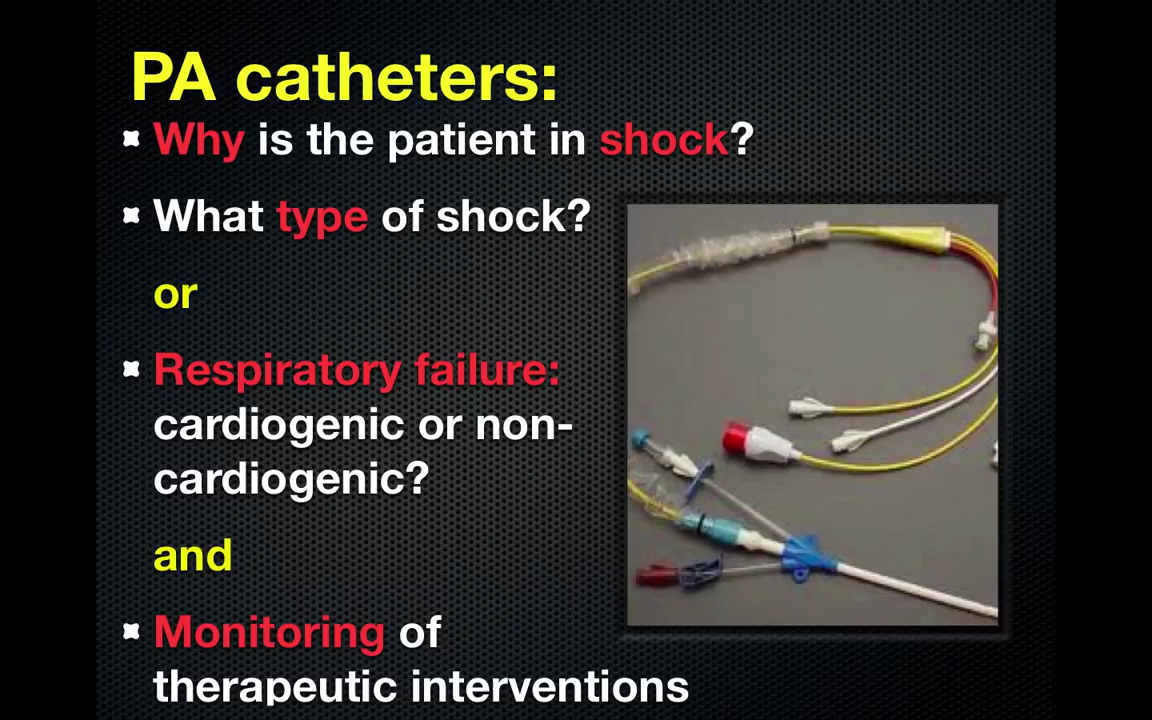 PA catheters:
Why is the patient in shock?
What type of shock?
or
Respiratory failure:
cardiogenic or non-
cardiogenic?
and
Monitoring of
therapeutic interventions